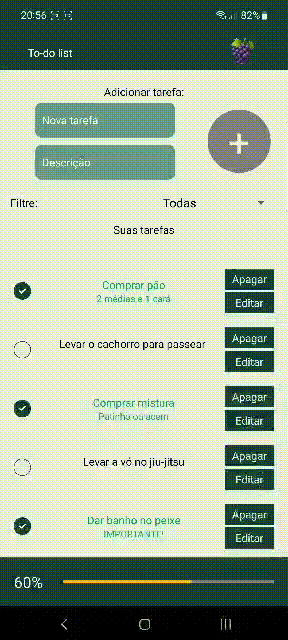 20:56
82%
To-do list
Adicionar tarefa:
Nova tarefa
+
Descrição
Filtre:
Todas
Suas tarefas
Comprar pão
2 médias e 1 cará
Apagar
Editar
Levar o cachorro para passear
Apagar
Editar
Comprar mistura
Patinho ou acem
Apagar
Editar
Levar a vó no jiu-jitsu
Apagar
Editar
Dar banho no peixe
IMPORTANTE!
Apagar
Editar
60%